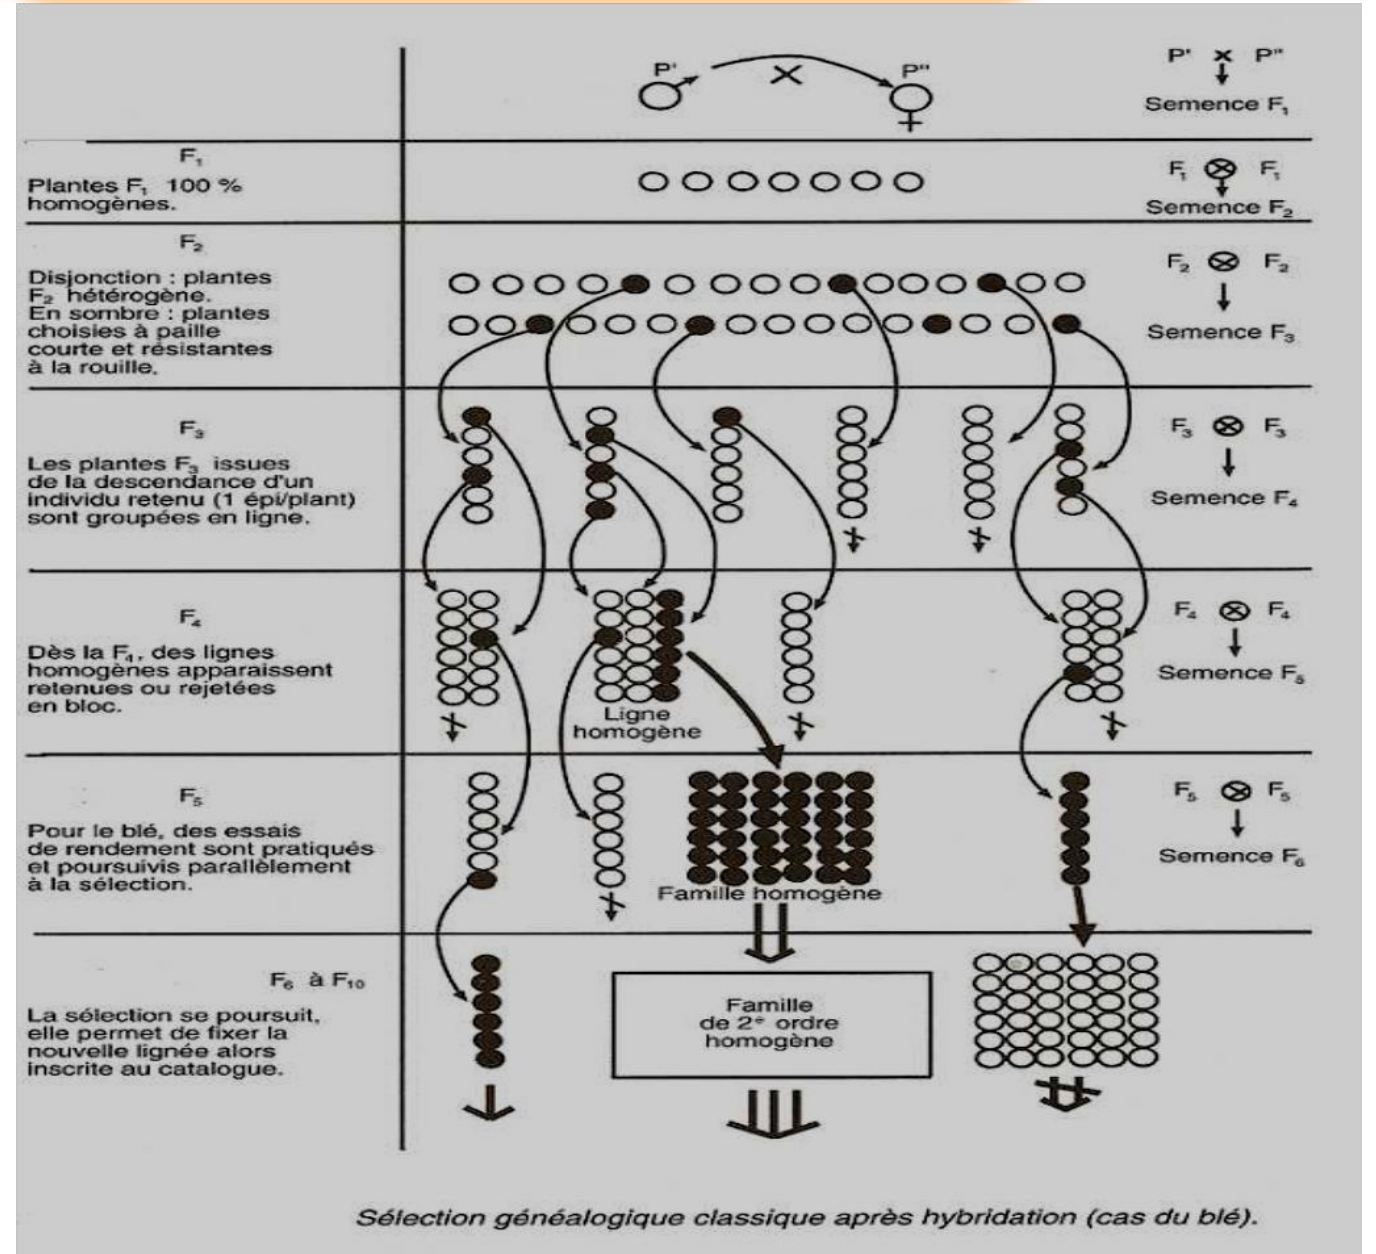 P' P" P' × P"
Semence F₁
F₁
Plantes F₁ 100 %
homogènes.
F₁ ⊗ F₁
Semence F₂
F₂
Disjonction : plantes
F₂ hétérogène.
En sombre : plantes
choisies à paille
courte et résistantes
à la rouille.
F₂ ⊗ F₂
Semence F₃
F₃
Les plantes F₃ issues
de la descendance d'un
individu retenu (1 épi/plant)
sont groupées en ligne.
F₃ ⊗ F₃
Semence F₄
F₄
Dès la F₄, des lignes
homogènes apparaissent
retenues ou rejetées
en bloc.
Ligne
homogène
F₄ ⊗ F₄
Semence F₅
F₅
Pour le blé, des essais
de rendement sont pratiqués
et poursuivis parallèlement
à la sélection.
Famille homogène
F₅ ⊗ F₅
Semence F₆
F₆ à F₁₀
La sélection se poursuit,
elle permet de fixer la
nouvelle lignée alors
inscrite au catalogue.
Famille
de 2ᵉ ordre
homogène
Sélection généalogique classique après hybridation (cas du blé).